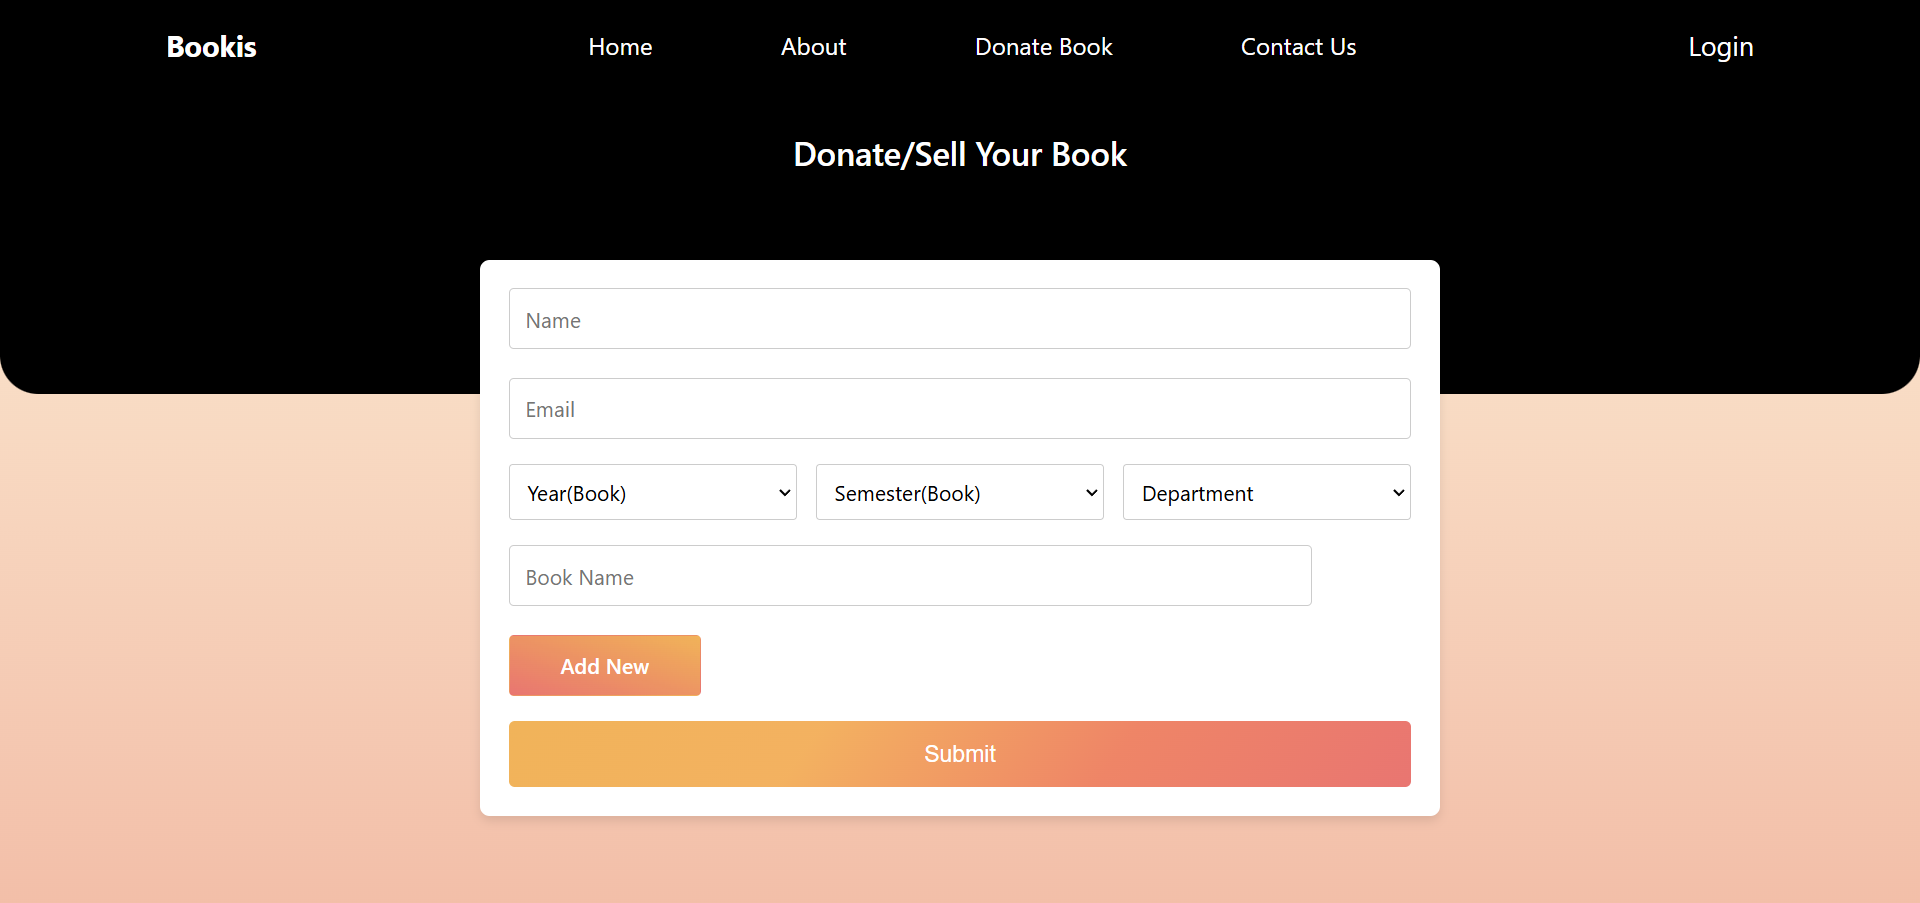 Bookis Home About Donate Book Contact Us Login
Donate/Sell Your Book
Name
Email
Year(Book) Semester(Book) Department
Book Name
Add New
Submit